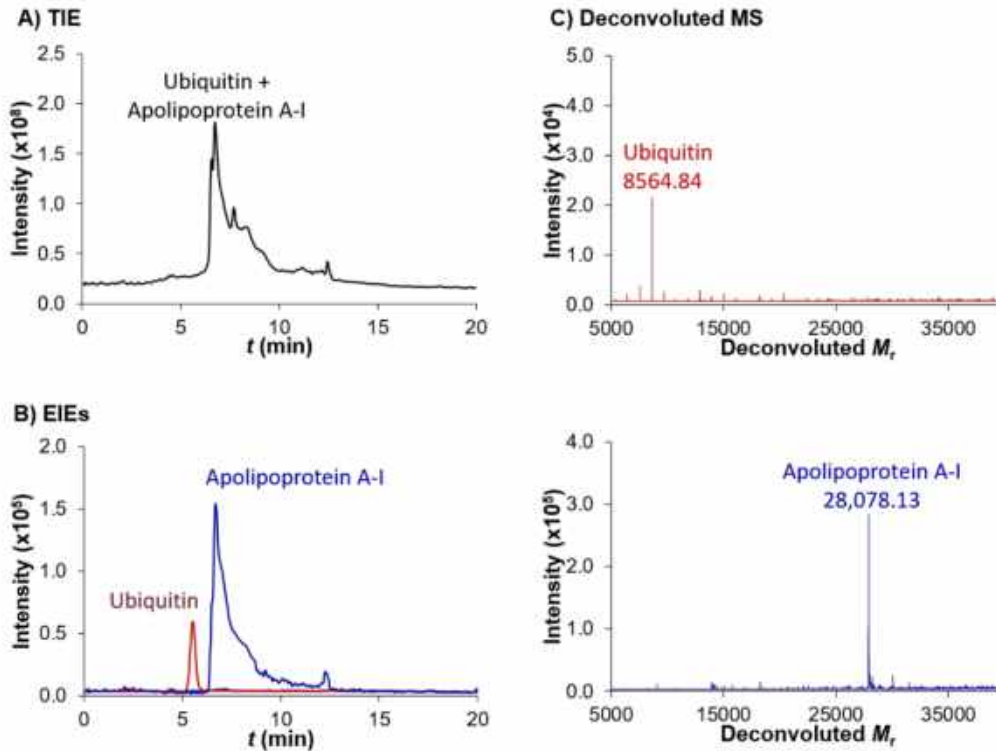 A) TIE
Intensity (x10⁸)
2.5
2.0
1.5
1.0
0.5
0.0
Ubiquitin +
Apolipoprotein A-I
0 5 10 15 20
t (min)
C) Deconvoluted MS
Intensity (x10⁴)
5.0
4.0
3.0
2.0
1.0
0.0
Ubiquitin
8564.84
5000 15000 25000 35000
Deconvoluted Mr
B) EIEs
Intensity (x10⁵)
2.0
1.5
1.0
0.5
0.0
Apolipoprotein A-I
Ubiquitin
0 5 10 15 20
t (min)
Intensity (x10⁵)
4.0
3.0
2.0
1.0
0.0
Apolipoprotein A-I
28,078.13
5000 15000 25000 35000
Deconvoluted Mr